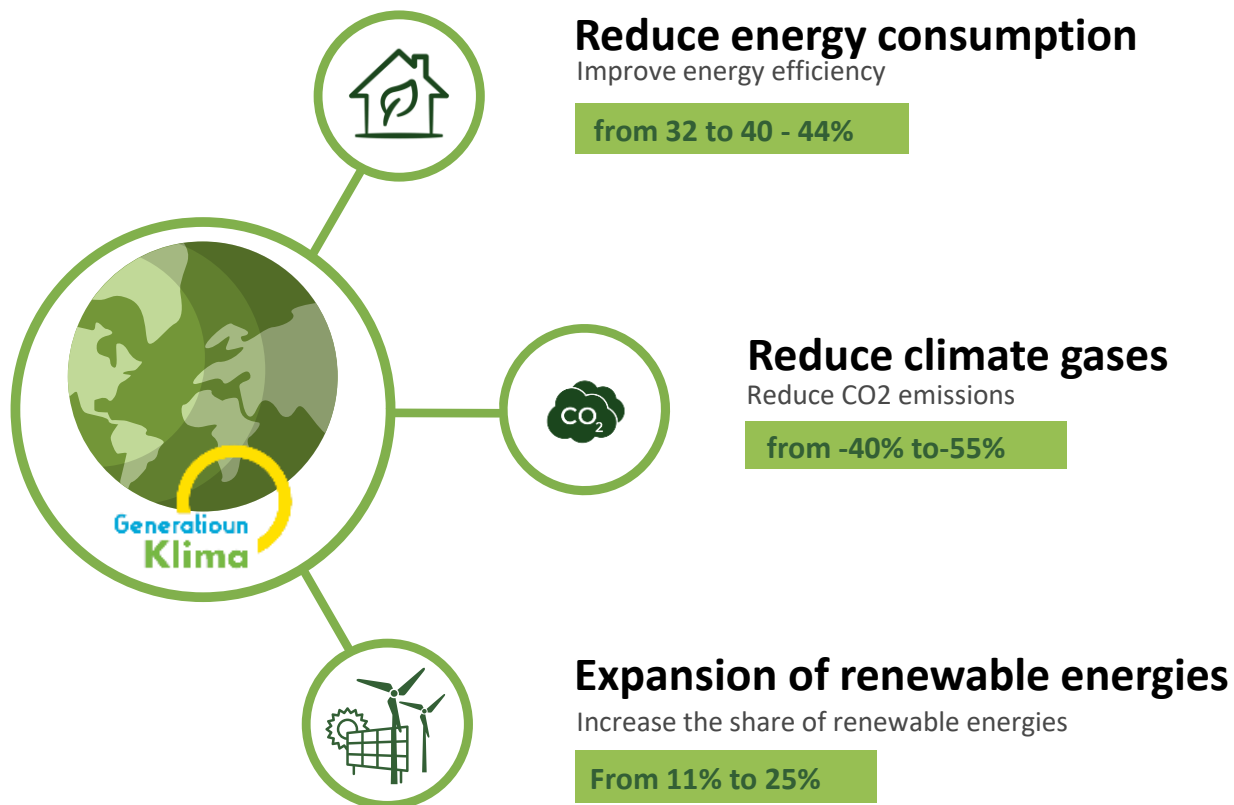 Reduce energy consumption
Improve energy efficiency
from 32 to 40 - 44%
Reduce climate gases
Reduce CO2 emissions
CO₂
from -40% to-55%
Generatioun
Klima
Expansion of renewable energies
Increase the share of renewable energies
From 11% to 25%